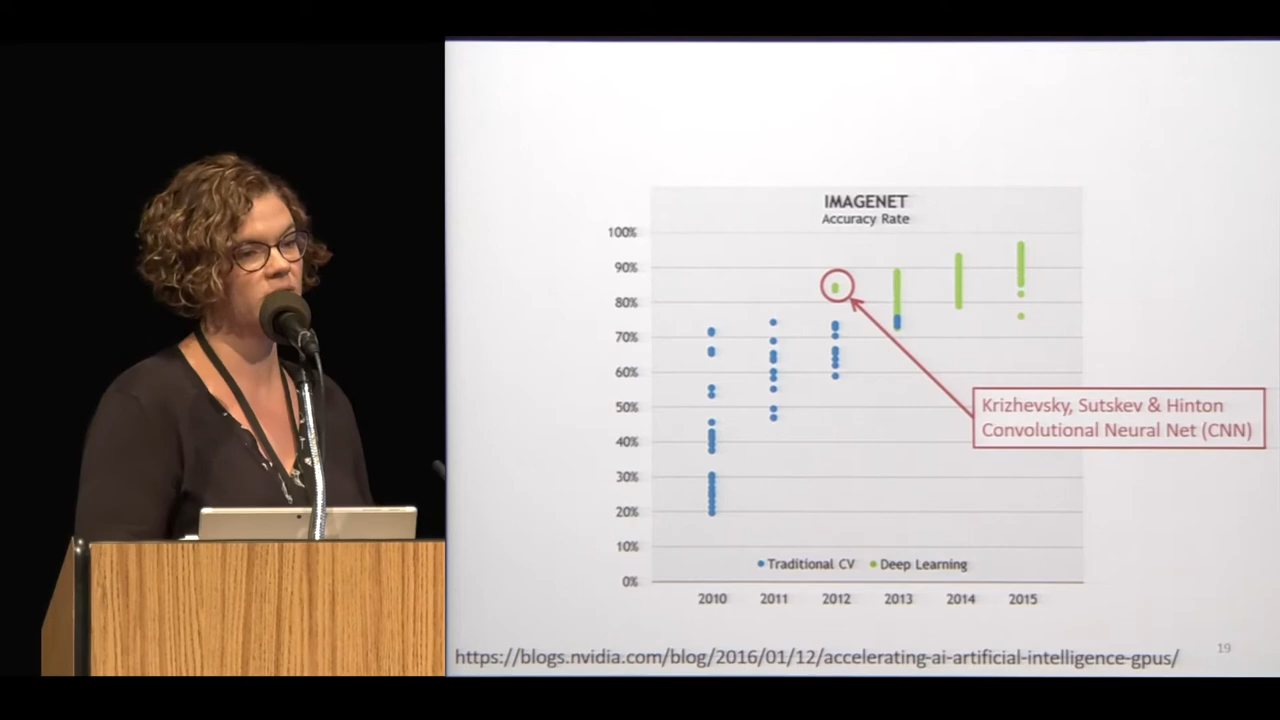 IMAGENET
Accuracy Rate
100%
90%
80%
70%
60%
50%
40%
30%
20%
10%
0%
Krizhevsky, Sutskev & Hinton
Convolutional Neural Net (CNN)
Traditional CV
Deep Learning
2010
2011
2012
2013
2014
2015
https://blogs.nvidia.com/blog/2016/01/12/accelerating-ai-artificial-intelligence-gpus/
19